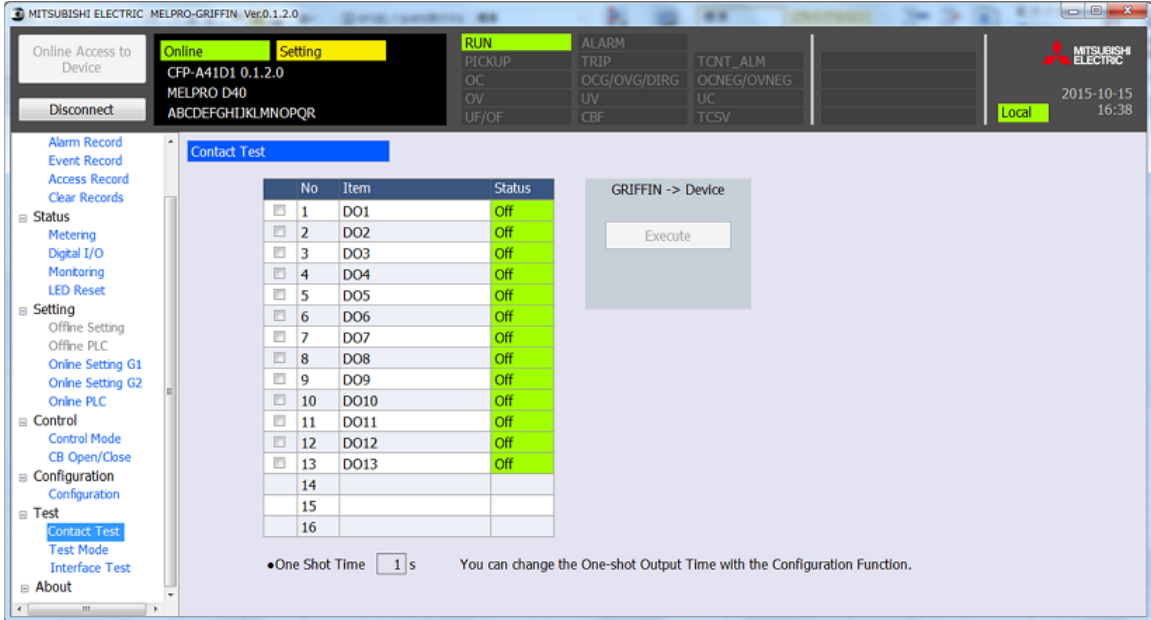 MITSUBISHI ELECTRIC MELPRO-GRIFFIN Ver.0.1.2.0
Online Access to
Device
Disconnect
Online Setting
CFP-A41D1 0.1.2.0
MELPRO D40
ABCDEFGHIJKLMNOPQR
RUN ALARM
PICKUP TRIP TCNT_ALM
OC OCG/OVG/DIRG OCNEG/OVNEG
OV UV UC
UF/OF CBF TCSV
MITSUBISHI
ELECTRIC
2015-10-15
Local 16:38
Alarm Record
Event Record
Access Record
Clear Records
Status
Metering
Digital I/O
Monitoring
LED Reset
Setting
Offline Setting
Offline PLC
Online Setting G1
Online Setting G2
Online PLC
Control
Control Mode
CB Open/Close
Configuration
Configuration
Test
Contact Test
Test Mode
Interface Test
About
Contact Test
No Item Status
1 DO1 Off
2 DO2 Off
3 DO3 Off
4 DO4 Off
5 DO5 Off
6 DO6 Off
7 DO7 Off
8 DO8 Off
9 DO9 Off
10 DO10 Off
11 DO11 Off
12 DO12 Off
13 DO13 Off
14
15
16
GRIFFIN -> Device
Execute
●One Shot Time 1 s You can change the One-shot Output Time with the Configuration Function.